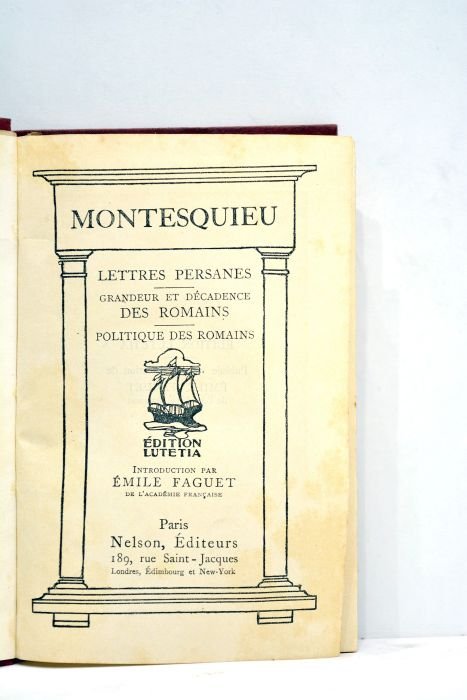 MONTESQUIEU
LETTRES PERSANES
GRANDEUR ET DÉCADENCE
DES ROMAINS
POLITIQUE DES ROMAINS
ÉDITION
LUTETIA
INTRODUCTION PAR
ÉMILE FAGUET
DE L'ACADÉMIE FRANÇAISE
Paris
Nelson, Éditeurs
189, rue Saint-Jacques
Londres, Édimbourg et New-York